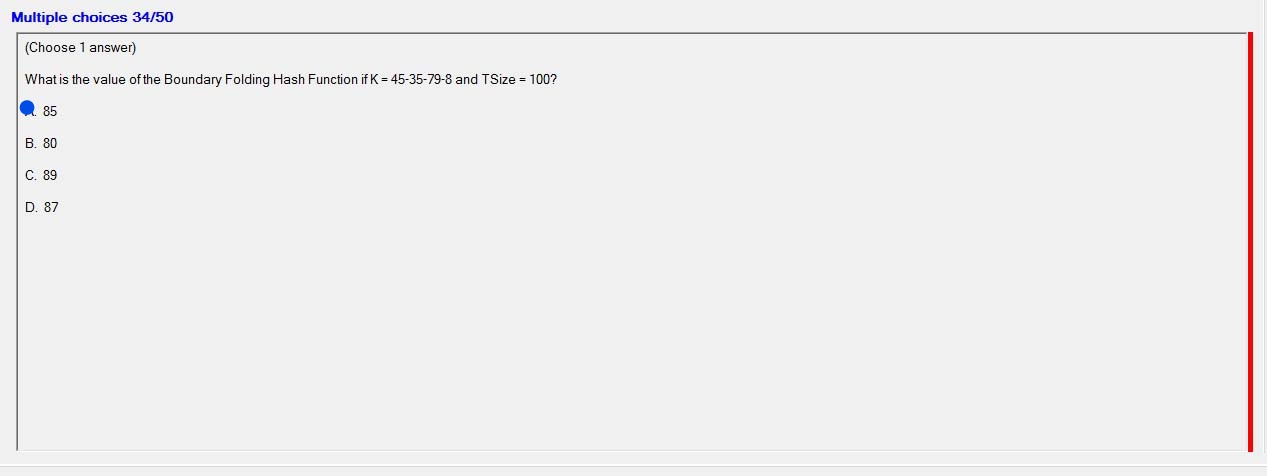 Multiple choices 34/50
(Choose 1 answer)
What is the value of the Boundary Folding Hash Function if K = 45-35-79-8 and TSize = 100?
85
B. 80
C. 89
D. 87